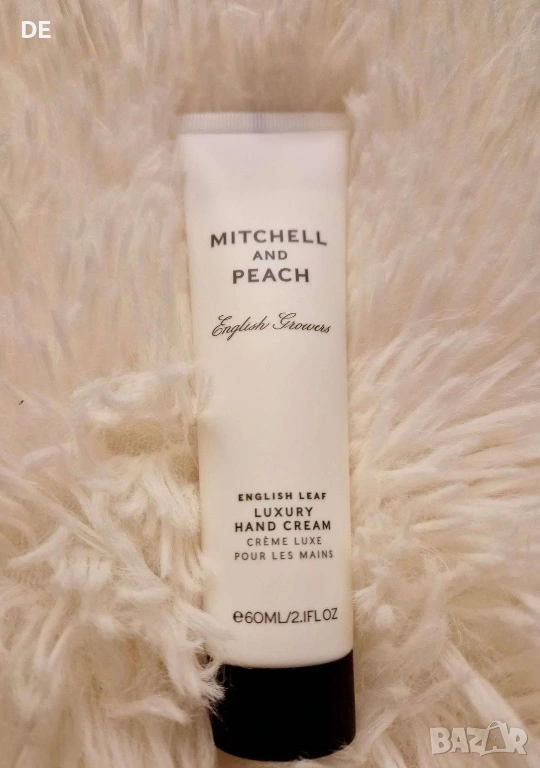 DE
MITCHELL
AND
PEACH
English Growers
ENGLISH LEAF
LUXURY
HAND CREAM
CRÈME LUXE
POUR LES MAINS
℮60ML/2.1FL OZ
BAZAR